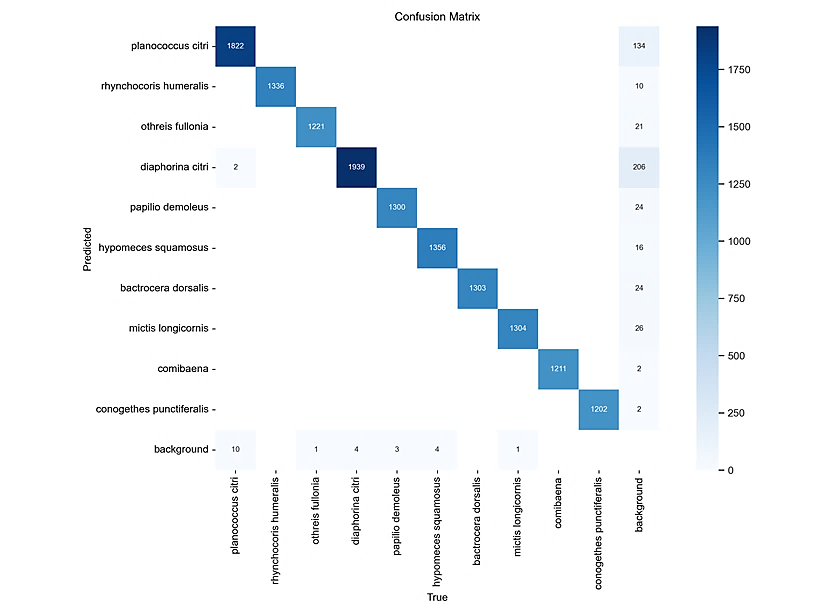 Confusion Matrix
planococcus citri 1822 134
rhynchocoris humeralis 1336 10
othreis fullonia 1221 21
diaphorina citri 2 1939 206
papilio demoleus 1300 24
hypomeces squamosus 1356 16
bactrocera dorsalis 1303 24
mictis longicornis 1304 26
comibaena 1211 2
conogethes punctiferalis 1202 2
background 10 1 4 3 4 1
Predicted
planococcus citri
rhynchocoris humeralis
othreis fullonia
diaphorina citri
papilio demoleus
hypomeces squamosus
bactrocera dorsalis
mictis longicornis
comibaena
conogethes punctiferalis
background
True
1750
1500
1250
1000
750
500
250
0